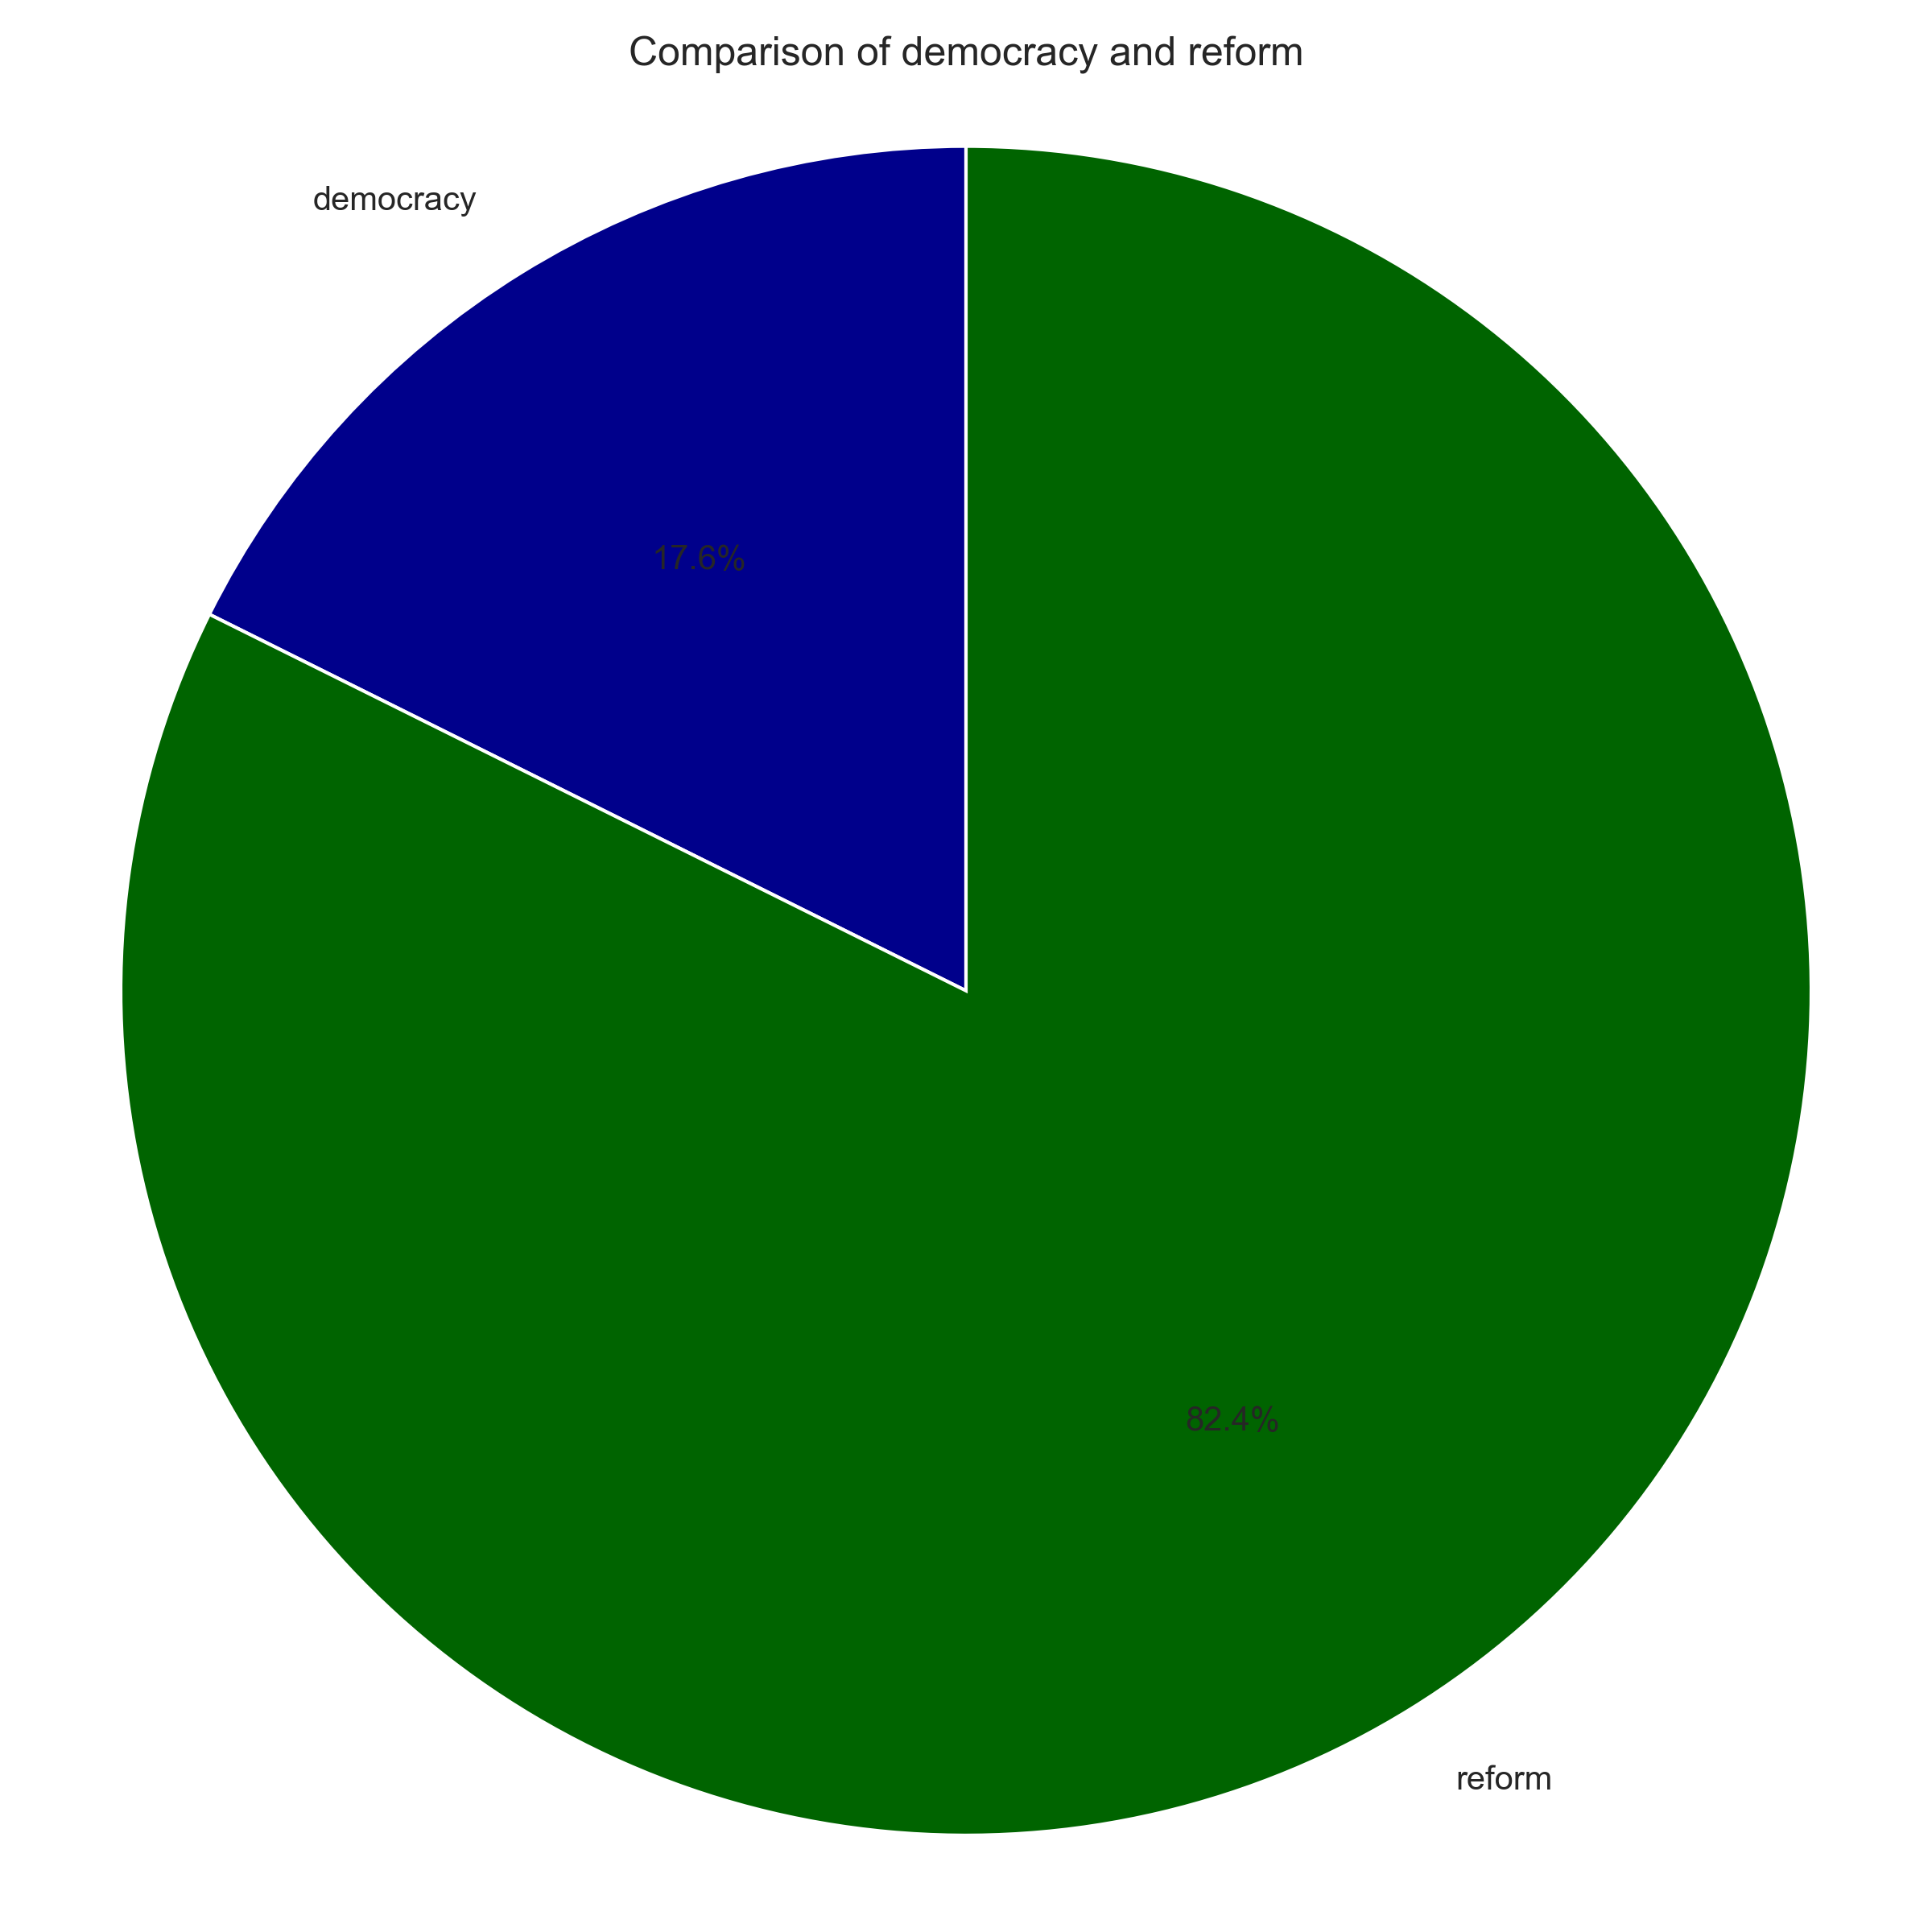 Comparison of democracy and reform
democracy
17.6%
82.4%
reform